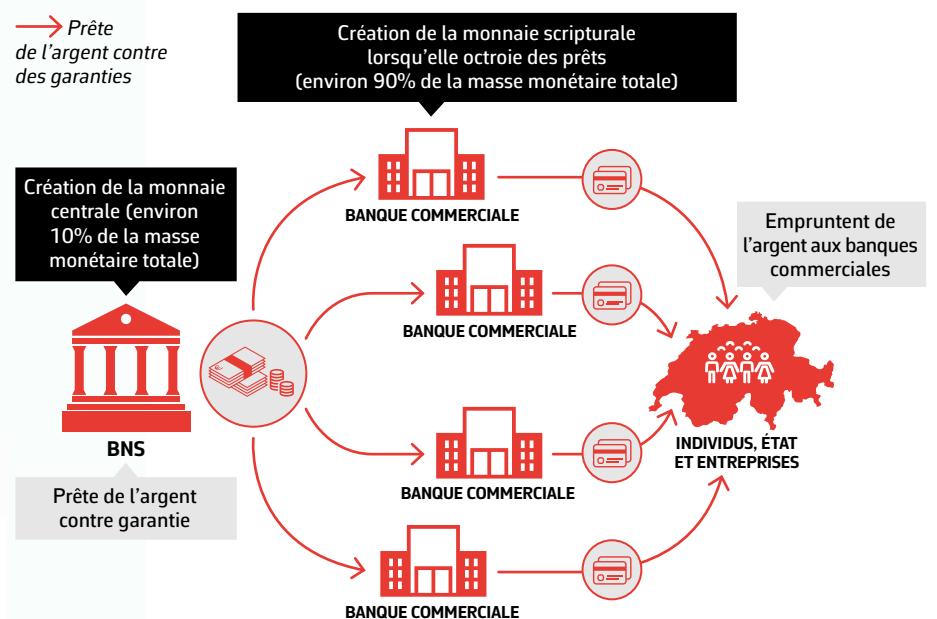 Prête
de l’argent contre
des garanties
Création de la monnaie scripturale
lorsqu’elle octroie des prêts
(environ 90% de la masse monétaire totale)
Création de la monnaie
centrale (environ
10% de la masse
monétaire totale)
BANQUE COMMERCIALE
Empruntent de
l’argent aux banques
commerciales
BANQUE COMMERCIALE
BNS
INDIVIDUS, ÉTAT
ET ENTREPRISES
Prête de l’argent
contre garantie
BANQUE COMMERCIALE
BANQUE COMMERCIALE